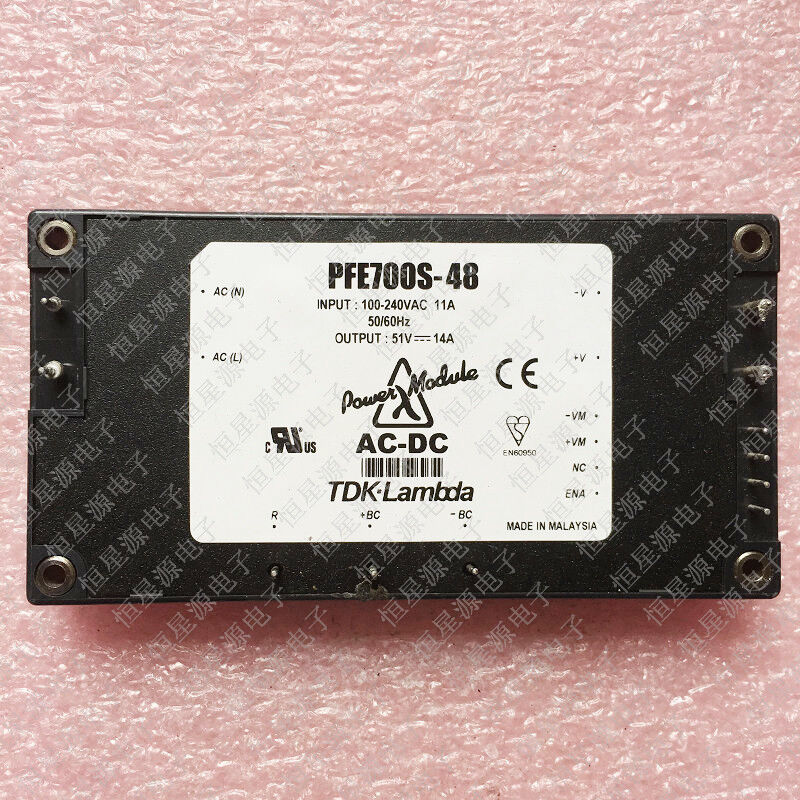 PFE700S-48
INPUT : 100-240VAC 11A
50/60Hz
OUTPUT : 51V⎓14A
AC (N)
AC (L)
-V
+V
-VM
+VM
NC
ENA
Power Module
CE
c RU US
AC-DC
EN60950
TDK·Lambda
R
+BC
-BC
MADE IN MALAYSIA
恒星源电子